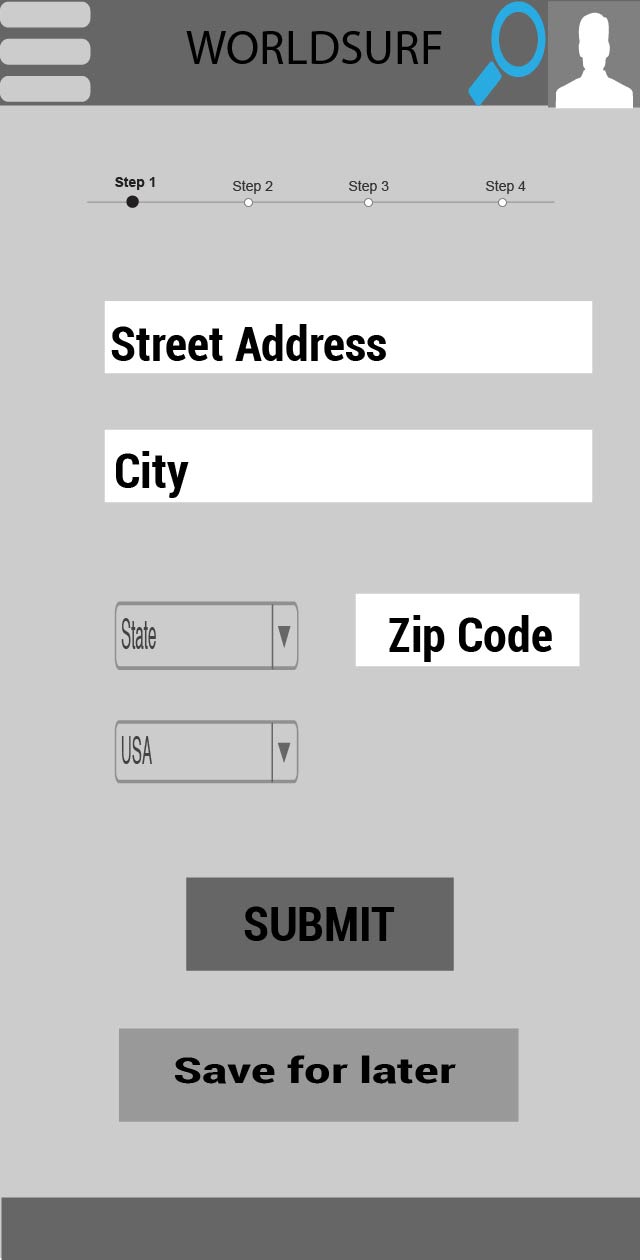 WORLDSURF
Step 1 Step 2 Step 3 Step 4
Street Address
City
State Zip Code
USA
SUBMIT
Save for later